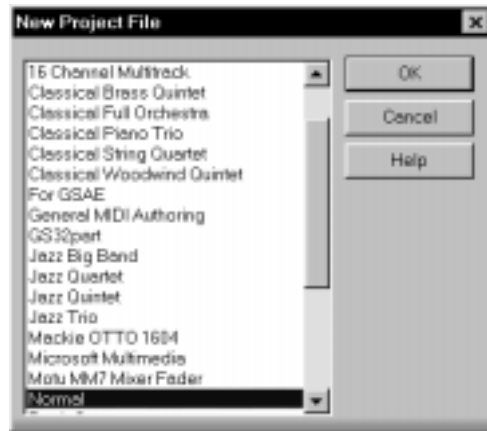 New Project File
16 Channel Multitrack
Classical Brass Quintet
Classical Full Orchestra
Classical Piano Trio
Classical String Quartet
Classical Woodwind Quintet
For GSAE
General MIDI Authoring
GS32part
Jazz Big Band
Jazz Quartet
Jazz Quintet
Jazz Trio
Mackie OTTO 1604
Microsoft Multimedia
Motu MM7 Mixer Fader
Normal
OK
Cancel
Help